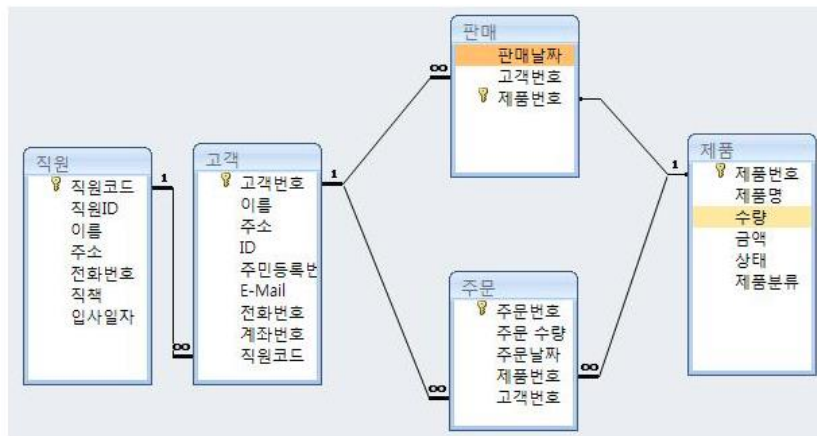 판매
판매날짜
고객번호
제품번호
∞
직원
직원코드
직원ID
이름
주소
전화번호
직책
입사일자
1
∞
고객
고객번호
이름
주소
ID
주민등록번
E-Mail
전화번호
계좌번호
직원코드
1
제품
제품번호
제품명
수량
금액
상태
제품분류
1
주문
주문번호
주문 수량
주문날짜
제품번호
고객번호
∞
∞